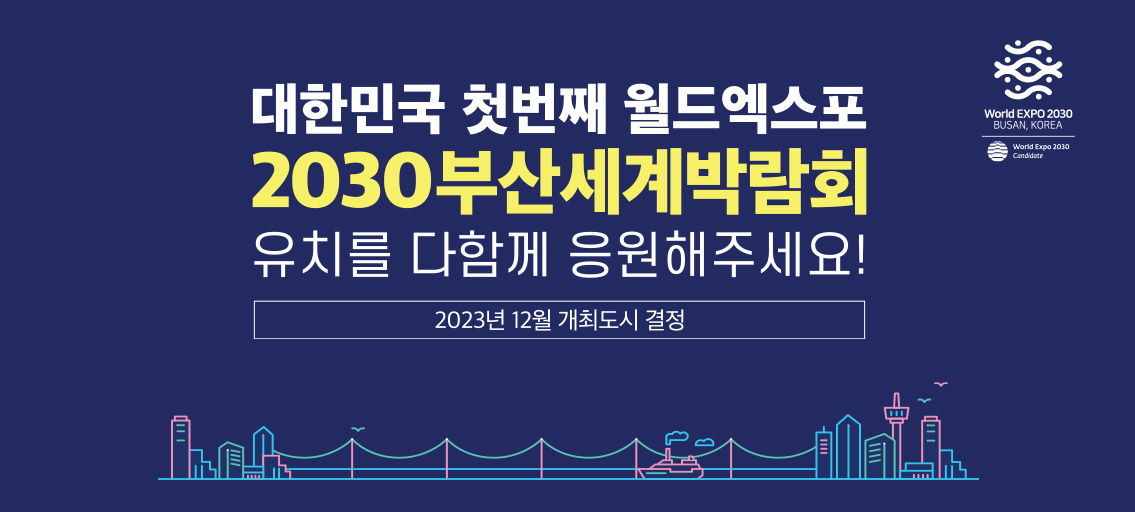 대한민국 첫번째 월드엑스포
2030부산세계박람회
유치를 다함께 응원해주세요!
2023년 12월 개최도시 결정
World EXPO 2030
BUSAN, KOREA
World Expo 2030
Candidate